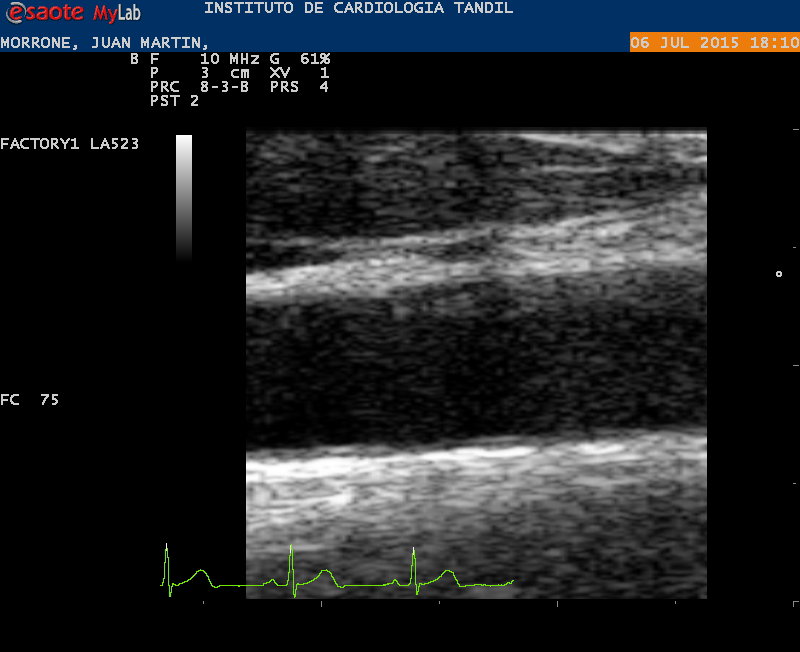 esaote MyLab
INSTITUTO DE CARDIOLOGIA TANDIL
MORRONE, JUAN MARTIN,
06 JUL 2015 18:10
B F 10 MHz G 61%
P 3 cm XV 1
PRC 8-3-B PRS 4
PST 2
FACTORY1 LA523
FC 75